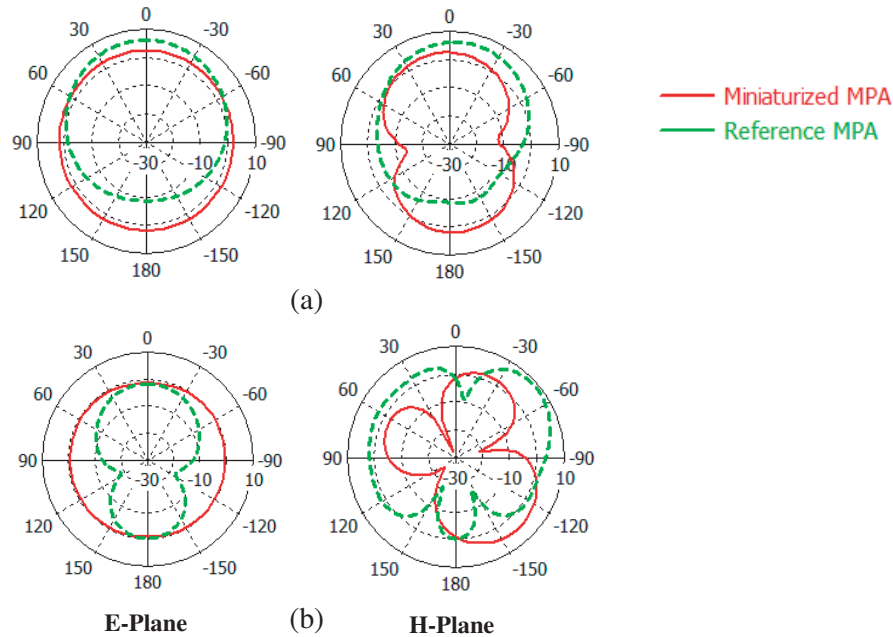 0 0
30 -30 30 -30
60 -60 60 -60
Miniaturized MPA
Reference MPA
90 -30 -10 -90 10 90 -30 -10 -90 10
120 -120 120 -120
150 -150 150 -150
180 180
(a)
0 0
30 -30 30 -30
60 -60 60 -60
90 -30 -10 -90 10 90 -30 -10 -90 10
120 -120 120 -120
150 -150 150 -150
180 180
E-Plane (b) H-Plane